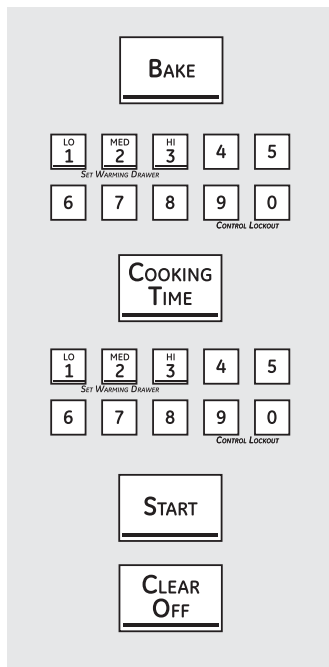 BAKE
LO MED HI
1 2 3 4 5
SET WARMING DRAWER
6 7 8 9 0
CONTROL LOCKOUT
COOKING
TIME
LO MED HI
1 2 3 4 5
SET WARMING DRAWER
6 7 8 9 0
CONTROL LOCKOUT
START
CLEAR
OFF